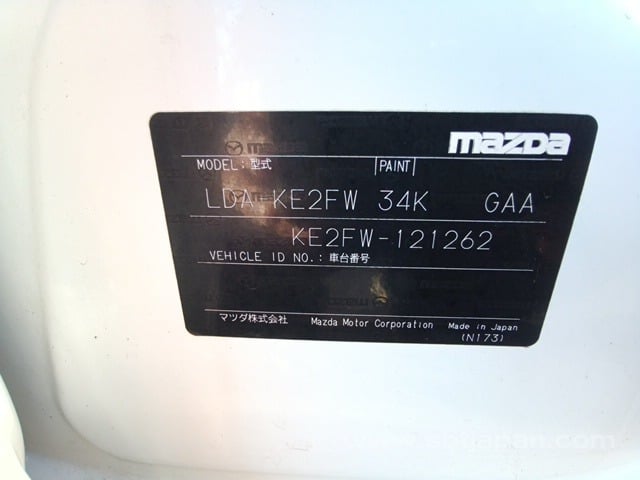 mazda
MODEL:型式 PAINT
LDA-KE2FW 34K GAA
KE2FW-121262
VEHICLE ID NO.:車台番号
マツダ株式会社 Mazda Motor Corporation Made in Japan
(N173)